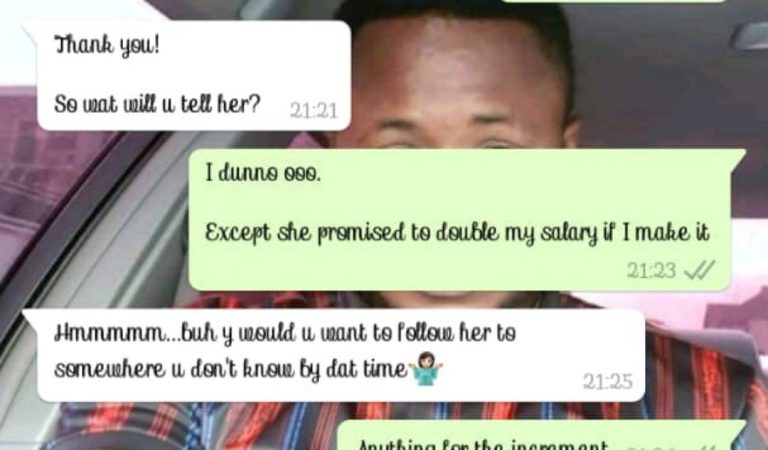 Thank you!
So wat will u tell her? 21:21
I dunno ooo.
Except she promised to double my salary if I make it
21:23
Hmmmmm...buh y would u want to follow her to
somewhere u don't know by dat time🤷🏻‍♀️
21:25
Anything for the increment